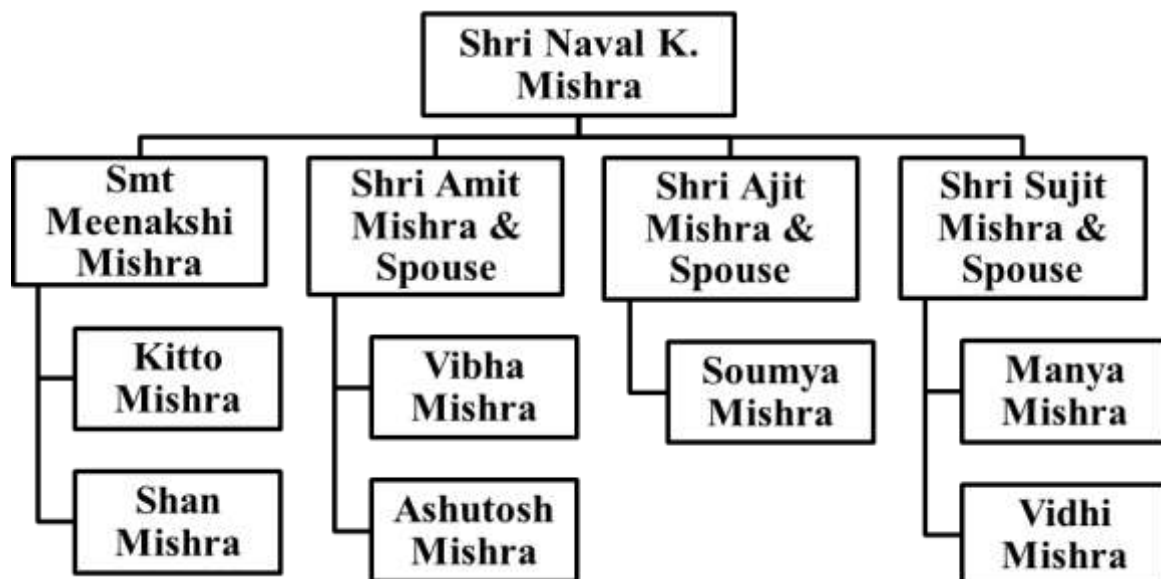 Shri Naval K.
Mishra
Smt
Meenakshi
Mishra
Shri Amit
Mishra &
Spouse
Shri Ajit
Mishra &
Spouse
Shri Sujit
Mishra &
Spouse
Kitto
Mishra
Shan
Mishra
Vibha
Mishra
Ashutosh
Mishra
Soumya
Mishra
Manya
Mishra
Vidhi
Mishra